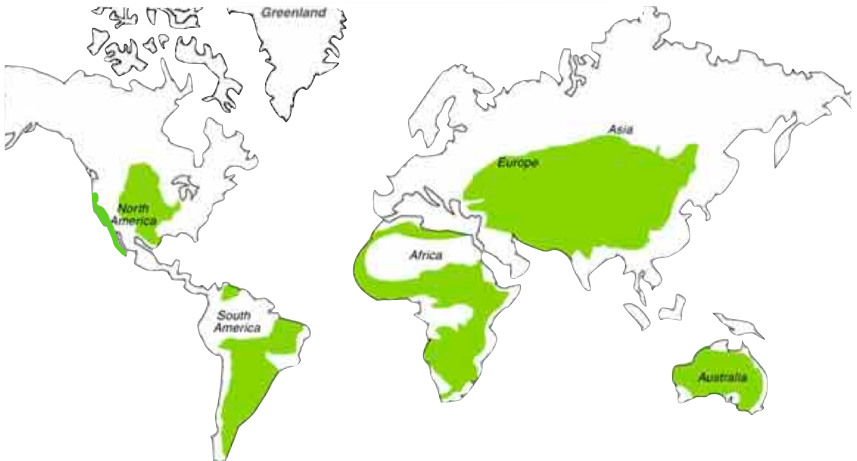 Greenland
Asia
Europe
North
America
Africa
South
America
Australia